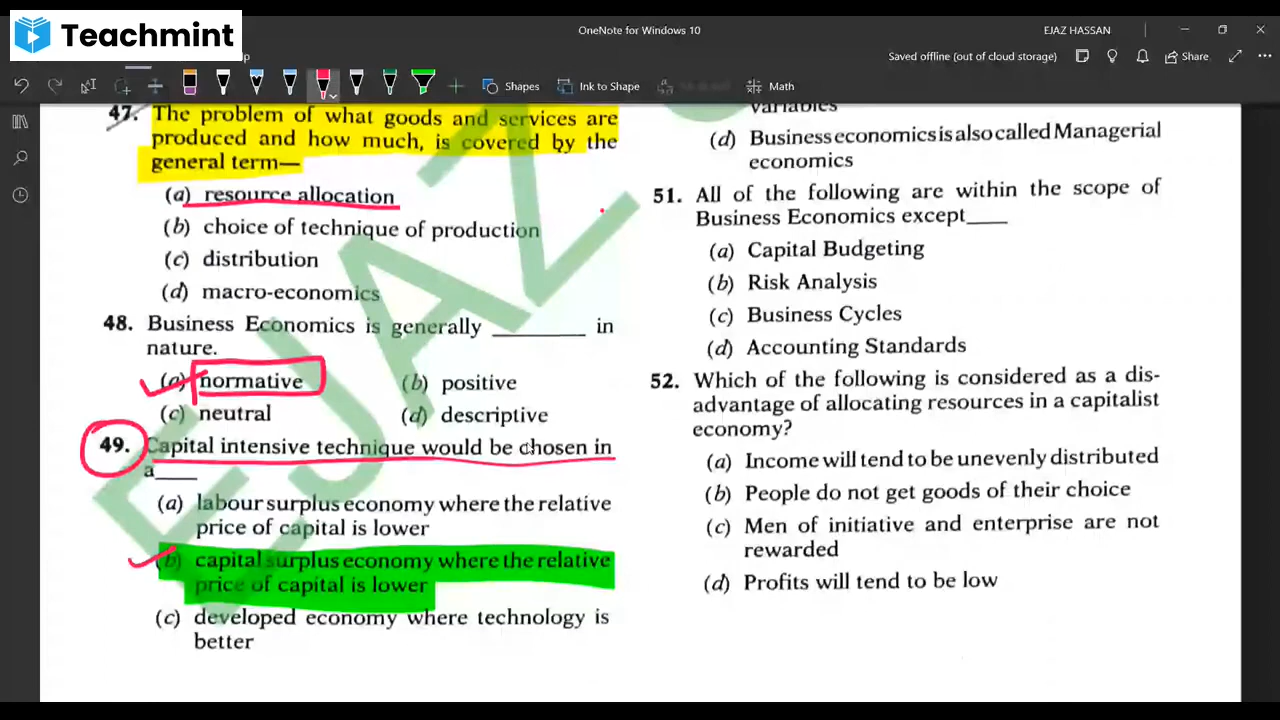 Teachmint
OneNote for Windows 10
EJAZ HASSAN
Saved offline (out of cloud storage)
Share
Shapes
Ink to Shape
Math
47. The problem of what goods and services are
produced and how much, is covered by the
general term—
(a) resource allocation
(b) choice of technique of production
(c) distribution
(d) macro-economics
48. Business Economics is generally ________ in
nature.
(a) normative (b) positive
(c) neutral (d) descriptive
49. Capital intensive technique would be chosen in
a____
(a) labour surplus economy where the relative
price of capital is lower
(b) capital surplus economy where the relative
price of capital is lower
(c) developed economy where technology is
better
variables
(d) Business economics is also called Managerial
economics
51. All of the following are within the scope of
Business Economics except____
(a) Capital Budgeting
(b) Risk Analysis
(c) Business Cycles
(d) Accounting Standards
52. Which of the following is considered as a dis-
advantage of allocating resources in a capitalist
economy?
(a) Income will tend to be unevenly distributed
(b) People do not get goods of their choice
(c) Men of initiative and enterprise are not
rewarded
(d) Profits will tend to be low
EJAZ